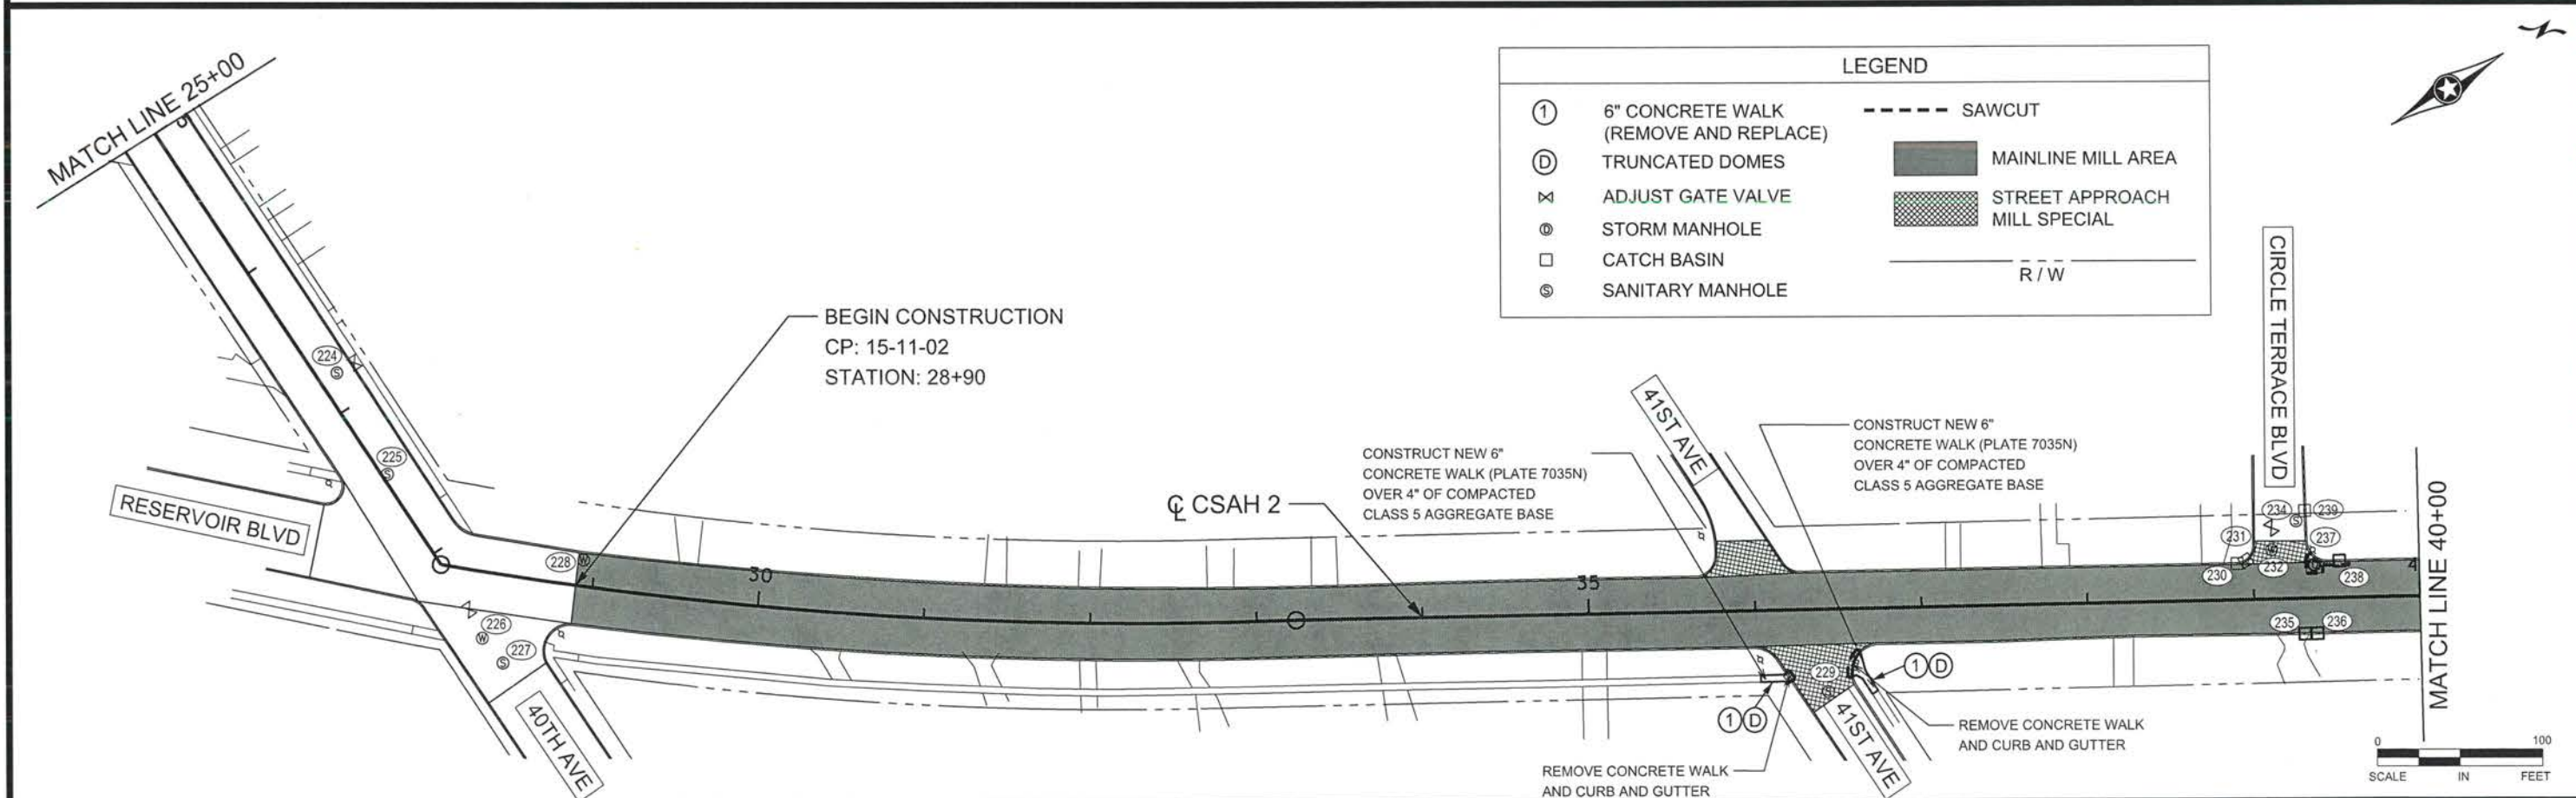 MATCH LINE 25+00
LEGEND
1 6" CONCRETE WALK
(REMOVE AND REPLACE)
D TRUNCATED DOMES
ADJUST GATE VALVE
D STORM MANHOLE
CATCH BASIN
S SANITARY MANHOLE
SAWCUT
MAINLINE MILL AREA
STREET APPROACH
MILL SPECIAL
R / W
BEGIN CONSTRUCTION
CP: 15-11-02
STATION: 28+90
224
S
225
S
RESERVOIR BLVD
228
W
226
W
227
S
40TH AVE
30
℄ CSAH 2
35
CONSTRUCT NEW 6"
CONCRETE WALK (PLATE 7035N)
OVER 4" OF COMPACTED
CLASS 5 AGGREGATE BASE
41ST AVE
CONSTRUCT NEW 6"
CONCRETE WALK (PLATE 7035N)
OVER 4" OF COMPACTED
CLASS 5 AGGREGATE BASE
CIRCLE TERRACE BLVD
234
S
239
231
237
230
W
232
238
4
235
236
MATCH LINE 40+00
229
S
1 D
1 D
41ST AVE
REMOVE CONCRETE WALK
AND CURB AND GUTTER
REMOVE CONCRETE WALK
AND CURB AND GUTTER
0 100
SCALE IN FEET